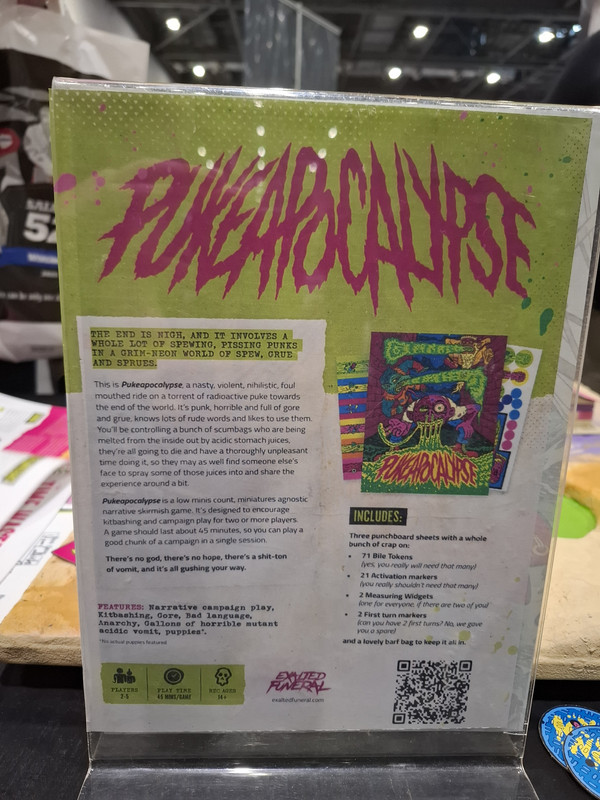 PUKEAPOCALYPSE
THE END IS NIGH, AND IT INVOLVES A
WHOLE LOT OF SPEWING, PISSING PUNKS
IN A GRIM-NEON WORLD OF SPEW, GRUE
AND SPRUES.
This is Pukeapocalypse, a nasty, violent, nihilistic, foul
mouthed ride on a torrent of radioactive puke towards
the end of the world. It's punk, horrible and full of gore
and grue, knows lots of rude words and likes to use them.
You'll be controlling a bunch of scumbags who are being
melted from the inside out by acidic stomach juices,
they're all going to die and have a thoroughly unpleasant
time doing it, so they may as well find someone else's
face to spray some of those juices into and share the
experience around a bit.
Pukeapocalypse is a low minis count, miniatures agnostic
narrative skirmish game. It's designed to encourage
kitbashing and campaign play for two or more players.
A game should last about 45 minutes, so you can play a
good chunk of a campaign in a single session.
There's no god, there's no hope, there's a shit-ton
of vomit, and it's all gushing your way.
FEATURES: Narrative campaign play,
Kitbashing, Gore, Bad language,
Anarchy, Gallons of horrible mutant
acidic vomit, puppies*.
*No actual puppies featured.
PLAYERS
2-5
PLAY TIME
45 MINS/GAME
REC AGES
14+
EXALTED
FUNERAL
exaltedfuneral.com
PUKEAPOCALYPSE
INCLUDES:
Three punchboard sheets with a whole
bunch of crap on:
• 71 Bile Tokens
(yes, you really will need that many)
• 21 Activation markers
(you really shouldn't need that many)
• 2 Measuring Widgets
(one for everyone, if there are two of you)
• 2 First turn markers
(can you have 2 first turns? No, we gave
you a spare)
and a lovely barf bag to keep it all in.